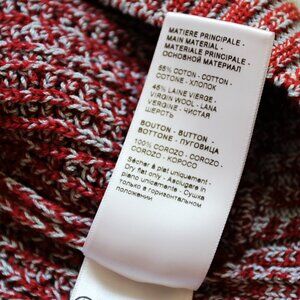 MATIÈRE PRINCIPALE -
MAIN MATERIAL -
MATERIALE PRINCIPALE -
ОСНОВНОЙ МАТЕРИАЛ
55% COTON - COTTON -
COTONE - ХЛОПОК
45% LAINE VIERGE -
VIRGIN WOOL - LANA
VERGINE - ЧИСТАЯ
ШЕРСТЬ
BOUTON - BUTTON -
BOTTONE - ПУГОВИЦА
100% COROZO - COROZO -
COROZO - КОРОСО
Sécher à plat uniquement -
Dry flat only - Asciugare in
piano unicamente - Сушка
только в горизонтальном
положении